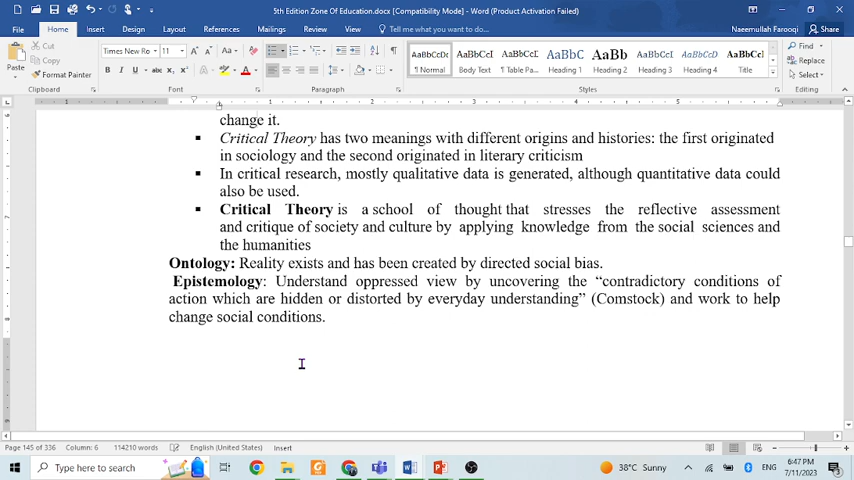 5th Edition Zone Of Education.docx [Compatibility Mode] - Word (Product Activation Failed)
File Home Insert Design Layout References Mailings Review View Tell me what you want to do... Naeemullah Farooqi Share
Cut
Copy
Paste
Format Painter
Times New Ro 11
AaBbCcDc AaBbCcI AaBbCcDc AaBbC AaBb AaBbCcI AaBbCcD AaBbCc
¶ Normal Body Text ¶ Table Pa... Heading 1 Heading 2 Heading 3 Heading 4 Title
Find
Replace
Select
Clipboard Font Paragraph Styles Editing
change it.
▪ Critical Theory has two meanings with different origins and histories: the first originated
in sociology and the second originated in literary criticism
▪ In critical research, mostly qualitative data is generated, although quantitative data could
also be used.
▪ Critical Theory is a school of thought that stresses the reflective assessment
and critique of society and culture by applying knowledge from the social sciences and
the humanities
Ontology: Reality exists and has been created by directed social bias.
Epistemology: Understand oppressed view by uncovering the “contradictory conditions of
action which are hidden or distorted by everyday understanding” (Comstock) and work to help
change social conditions.
Page 145 of 336 Column: 6 114210 words English (United States) Insert
Type here to search
38°C Sunny ENG 6:47 PM
7/11/2023